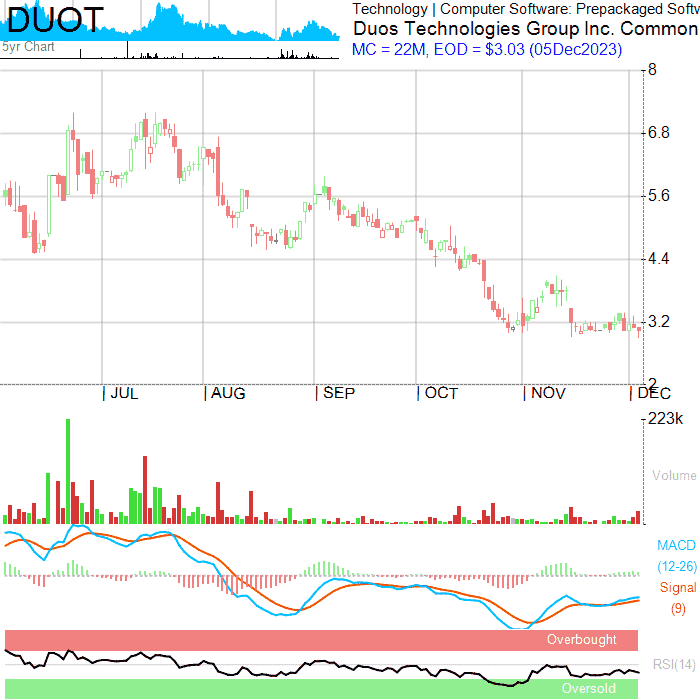 DUOT
5yr Chart
Technology | Computer Software: Prepackaged Softw
Duos Technologies Group Inc. Common
MC = 22M, EOD = $3.03 (05Dec2023)
8
6.8
5.6
4.4
3.2
2
JUL AUG SEP OCT NOV DEC
223k
Volume
MACD
(12-26)
Signal
(9)
Overbought
RSI(14)
Oversold